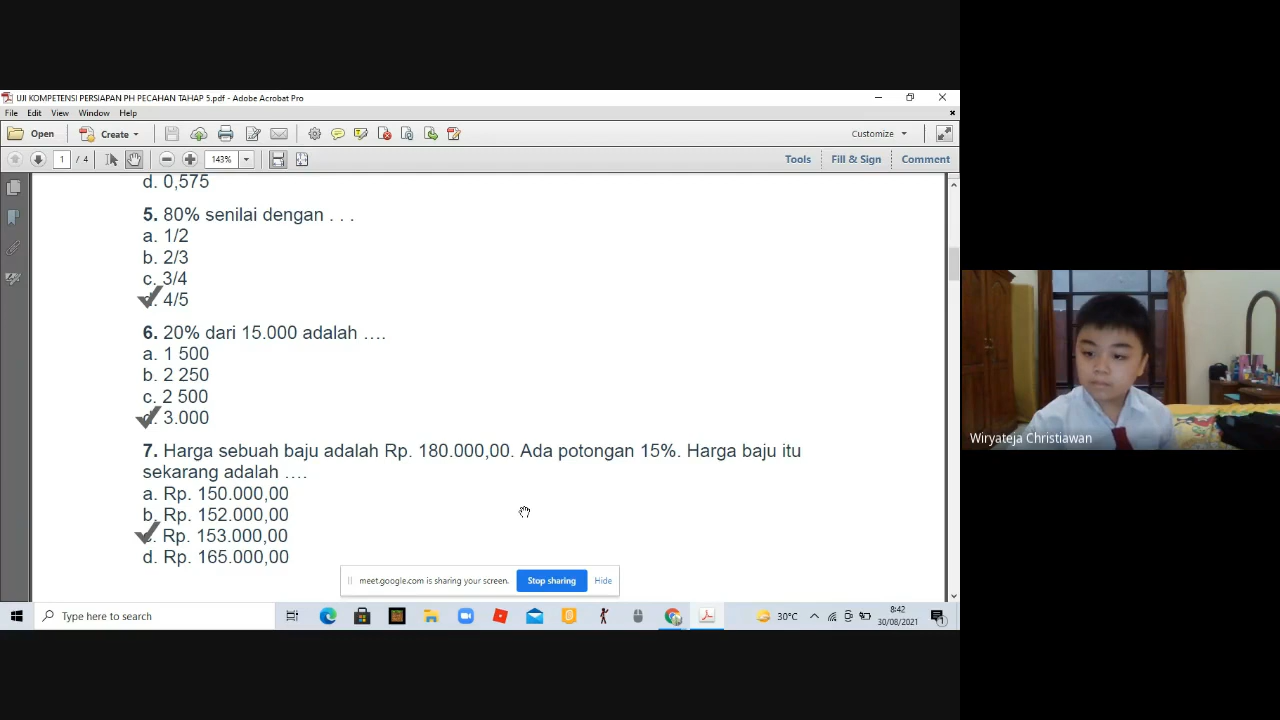 UJI KOMPETENSI PERSIAPAN PH PECAHAN TAHAP 5.pdf - Adobe Acrobat Pro
File Edit View Window Help
Open Create Customize
1 / 4 143% Tools Fill & Sign Comment
d. 0,575
5. 80% senilai dengan . . .
a. 1/2
b. 2/3
c. 3/4
4/5
6. 20% dari 15.000 adalah ….
a. 1 500
b. 2 250
c. 2 500
3.000
7. Harga sebuah baju adalah Rp. 180.000,00. Ada potongan 15%. Harga baju itu
sekarang adalah ….
a. Rp. 150.000,00
b. Rp. 152.000,00
c. Rp. 153.000,00
d. Rp. 165.000,00
meet.google.com is sharing your screen. Stop sharing Hide
Type here to search 30°C 8:42
30/08/2021
1
Wiryateja Christiawan